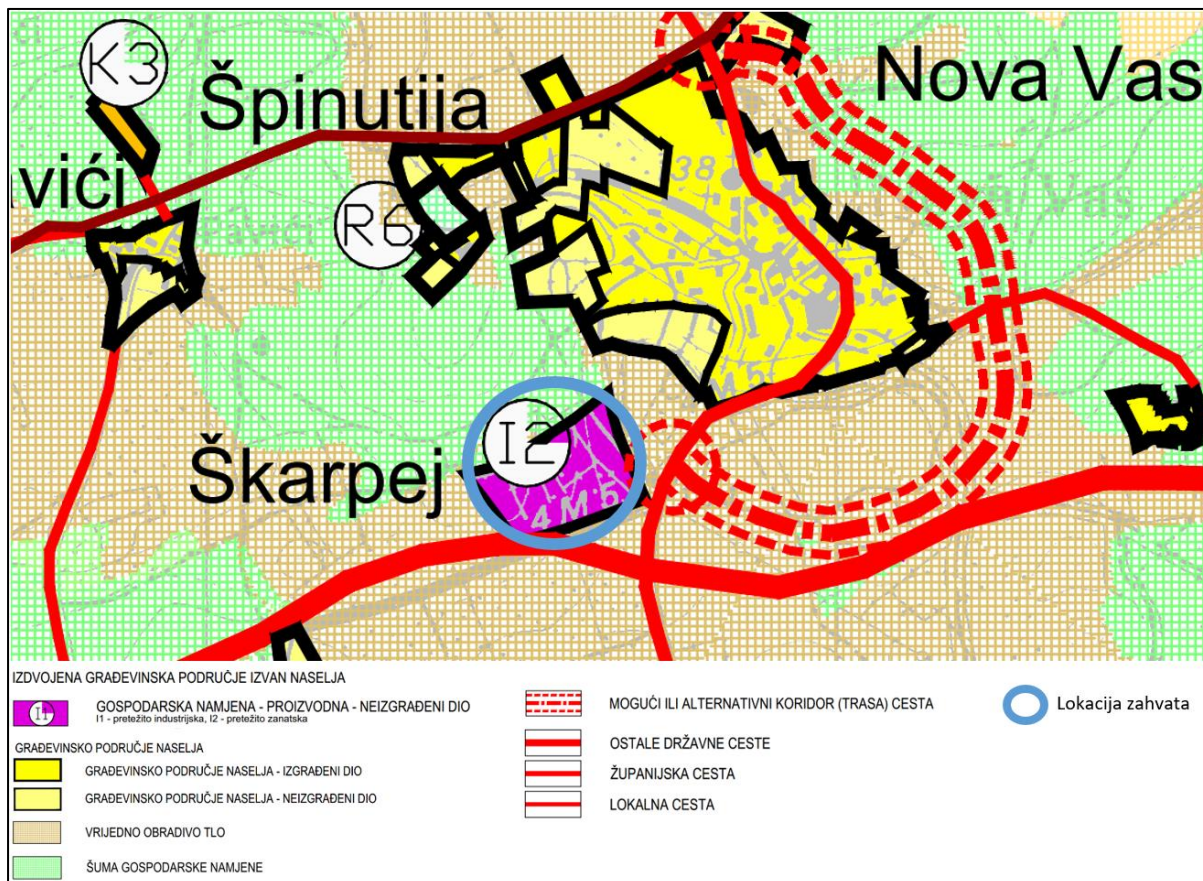 K3
Špinutija
Nova Vas
vići
38
R6
I2
Škarpej
4 M 5
IZDVOJENA GRAĐEVINSKA PODRUČJE IZVAN NASELJA
I1
GOSPODARSKA NAMJENA - PROIZVODNA - NEIZGRAĐENI DIO
I1 - pretežito industrijska, I2 - pretežito zanatska
GRAĐEVINSKO PODRUČJE NASELJA
GRAĐEVINSKO PODRUČJE NASELJA - IZGRAĐENI DIO
GRAĐEVINSKO PODRUČJE NASELJA - NEIZGRAĐENI DIO
VRIJEDNO OBRADIVO TLO
ŠUMA GOSPODARSKE NAMJENE
MOGUĆI ILI ALTERNATIVNI KORIDOR (TRASA) CESTA
OSTALE DRŽAVNE CESTE
ŽUPANIJSKA CESTA
LOKALNA CESTA
Lokacija zahvata